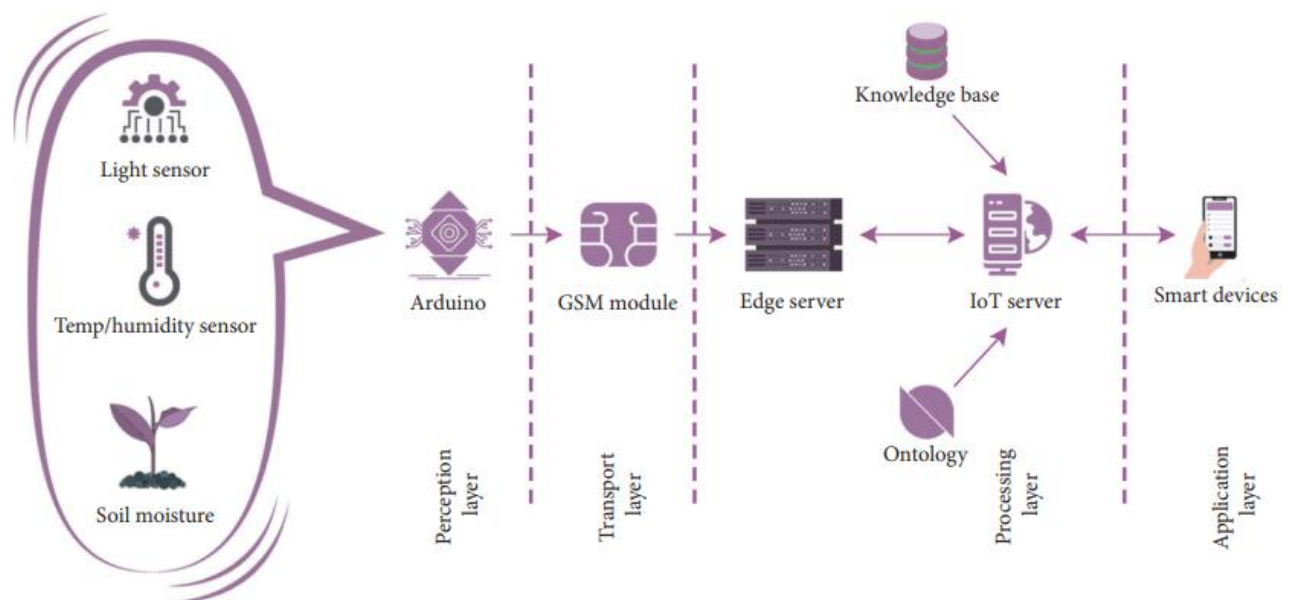 Light sensor
Temp/humidity sensor
Soil moisture
Arduino
Perception
layer
GSM module
Transport
layer
Knowledge base
Edge server
IoT server
Ontology
Processing
layer
Smart devices
Application
layer